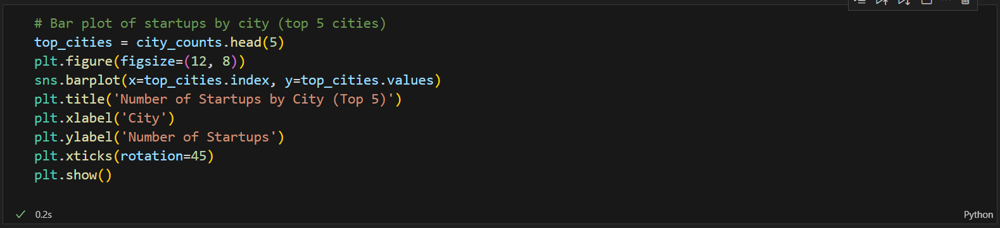 # Bar plot of startups by city (top 5 cities)
top_cities = city_counts.head(5)
plt.figure(figsize=(12, 8))
sns.barplot(x=top_cities.index, y=top_cities.values)
plt.title('Number of Startups by City (Top 5)')
plt.xlabel('City')
plt.ylabel('Number of Startups')
plt.xticks(rotation=45)
plt.show()
0.2s
Python